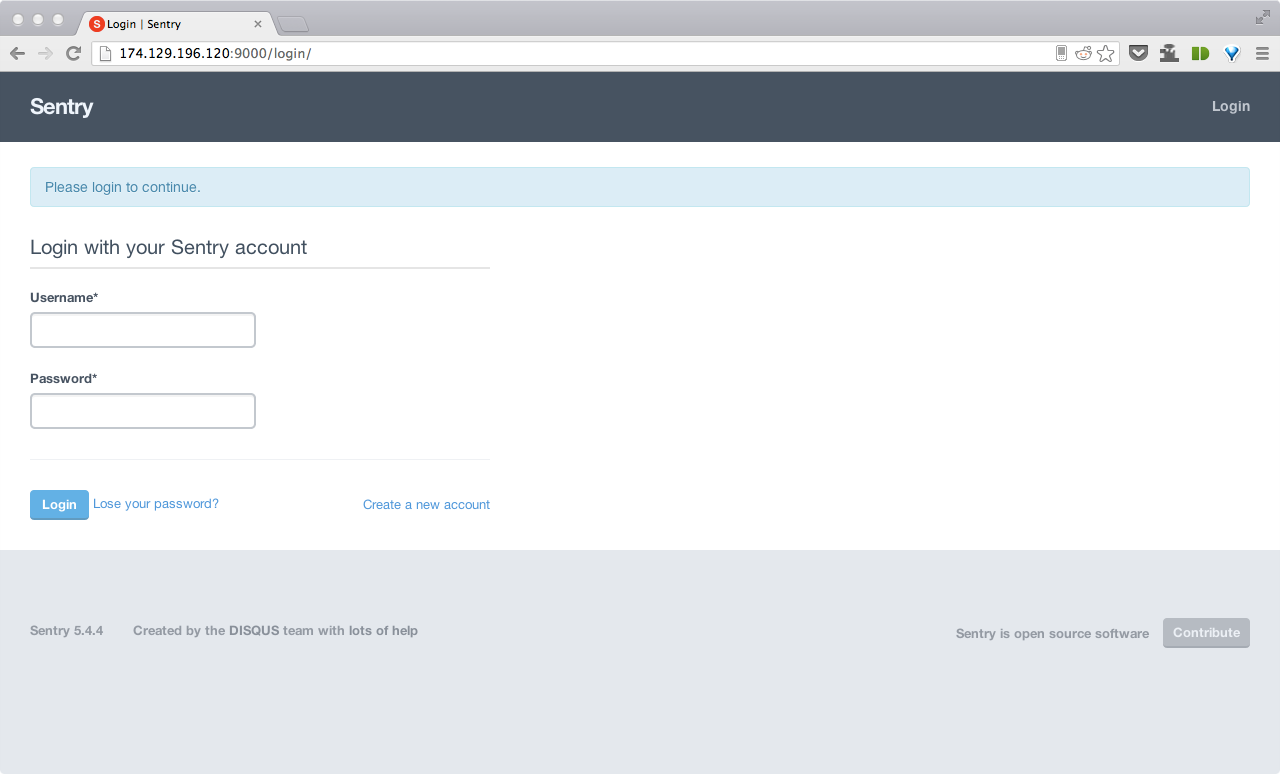 Login | Sentry
174.129.196.120:9000/login/
Sentry
Login
Please login to continue.
Login with your Sentry account
Username*
Password*
Login Lose your password? Create a new account
Sentry 5.4.4 Created by the DISQUS team with lots of help
Sentry is open source software Contribute